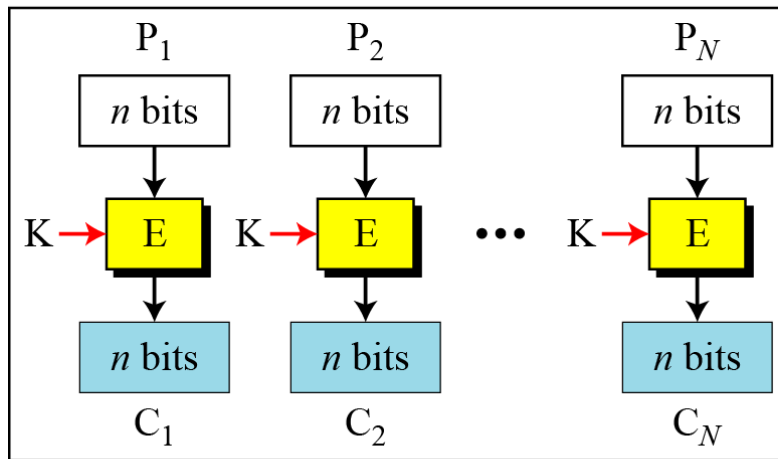 P1 P2 PN
n bits n bits n bits
K E K E ••• K E
n bits n bits n bits
C1 C2 CN